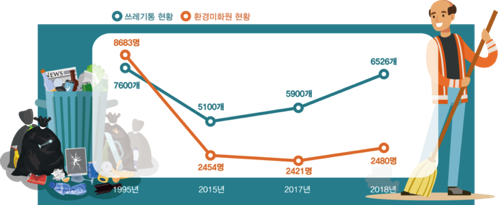 쓰레기통 현황 환경미화원 현황
8683명
7600개
5100개
5900개
6526개
2454명
2421명
2480명
1995년 2015년 2017년 2018년
NEWS